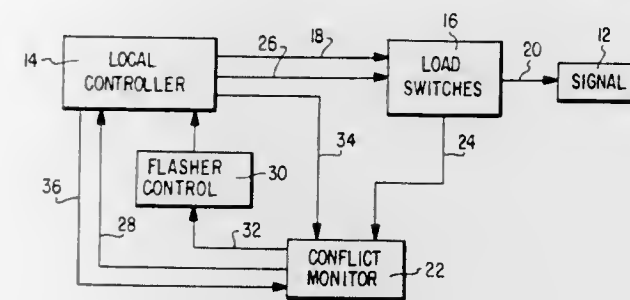 14
LOCAL
CONTROLLER
26
18
16
LOAD
SWITCHES
20
12
SIGNAL
34
24
FLASHER
CONTROL
30
36
28
32
CONFLICT
MONITOR
22